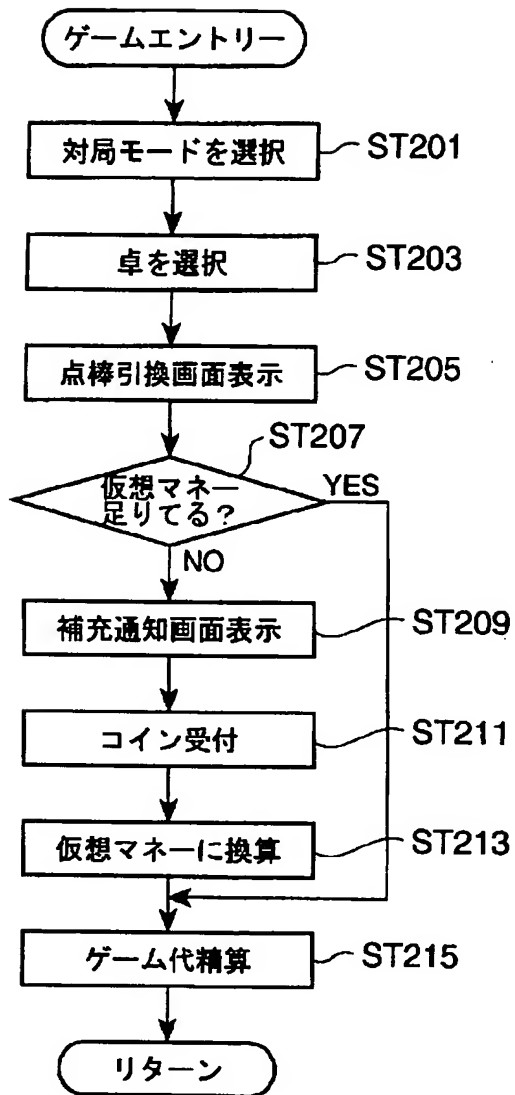 ゲームエントリー
対局モードを選択
ST201
卓を選択
ST203
点棒引換画面表示
ST205
ST207
仮想マネー
足りてる？
YES
NO
補充通知画面表示
ST209
コイン受付
ST211
仮想マネーに換算
ST213
ゲーム代精算
ST215
リターン